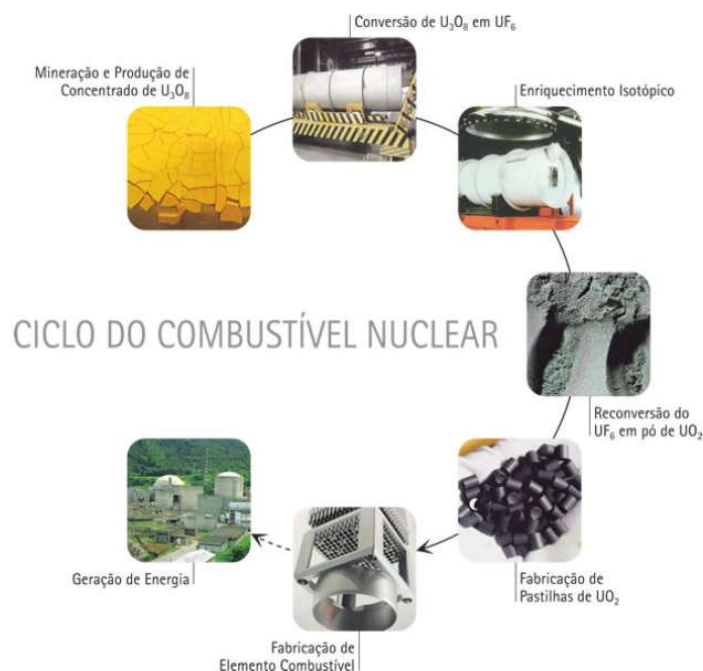 Conversão de U₃O₈ em UF₆
Mineração e Produção de
Concentrado de U₃O₈
Enriquecimento Isotópico
CICLO DO COMBUSTÍVEL NUCLEAR
Reconversão do
UF₆ em pó de UO₂
Geração de Energia
Fabricação de
Pastilhas de UO₂
Fabricação de
Elemento Combustível